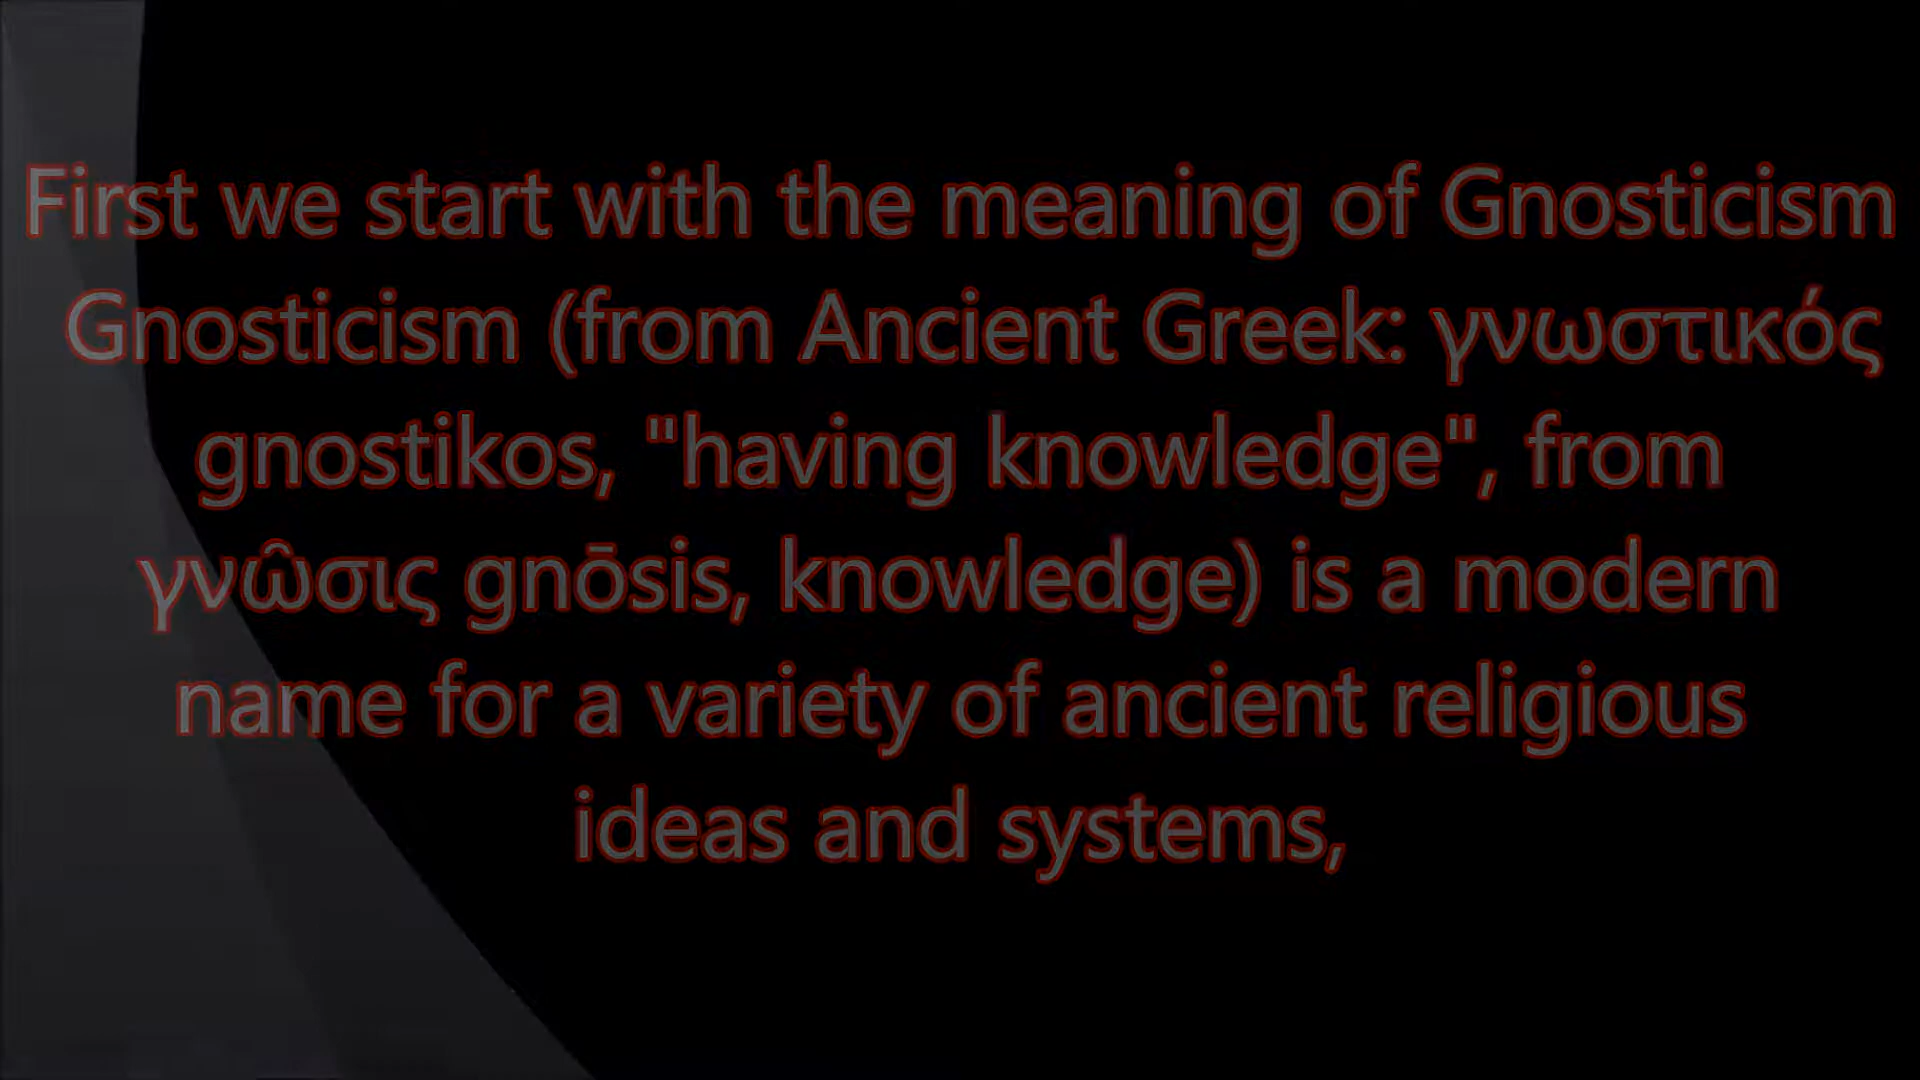 First we start with the meaning of Gnosticism
Gnosticism (from Ancient Greek: γνωστικός
gnostikos, "having knowledge", from
γνῶσις gnōsis, knowledge) is a modern
name for a variety of ancient religious
ideas and systems,